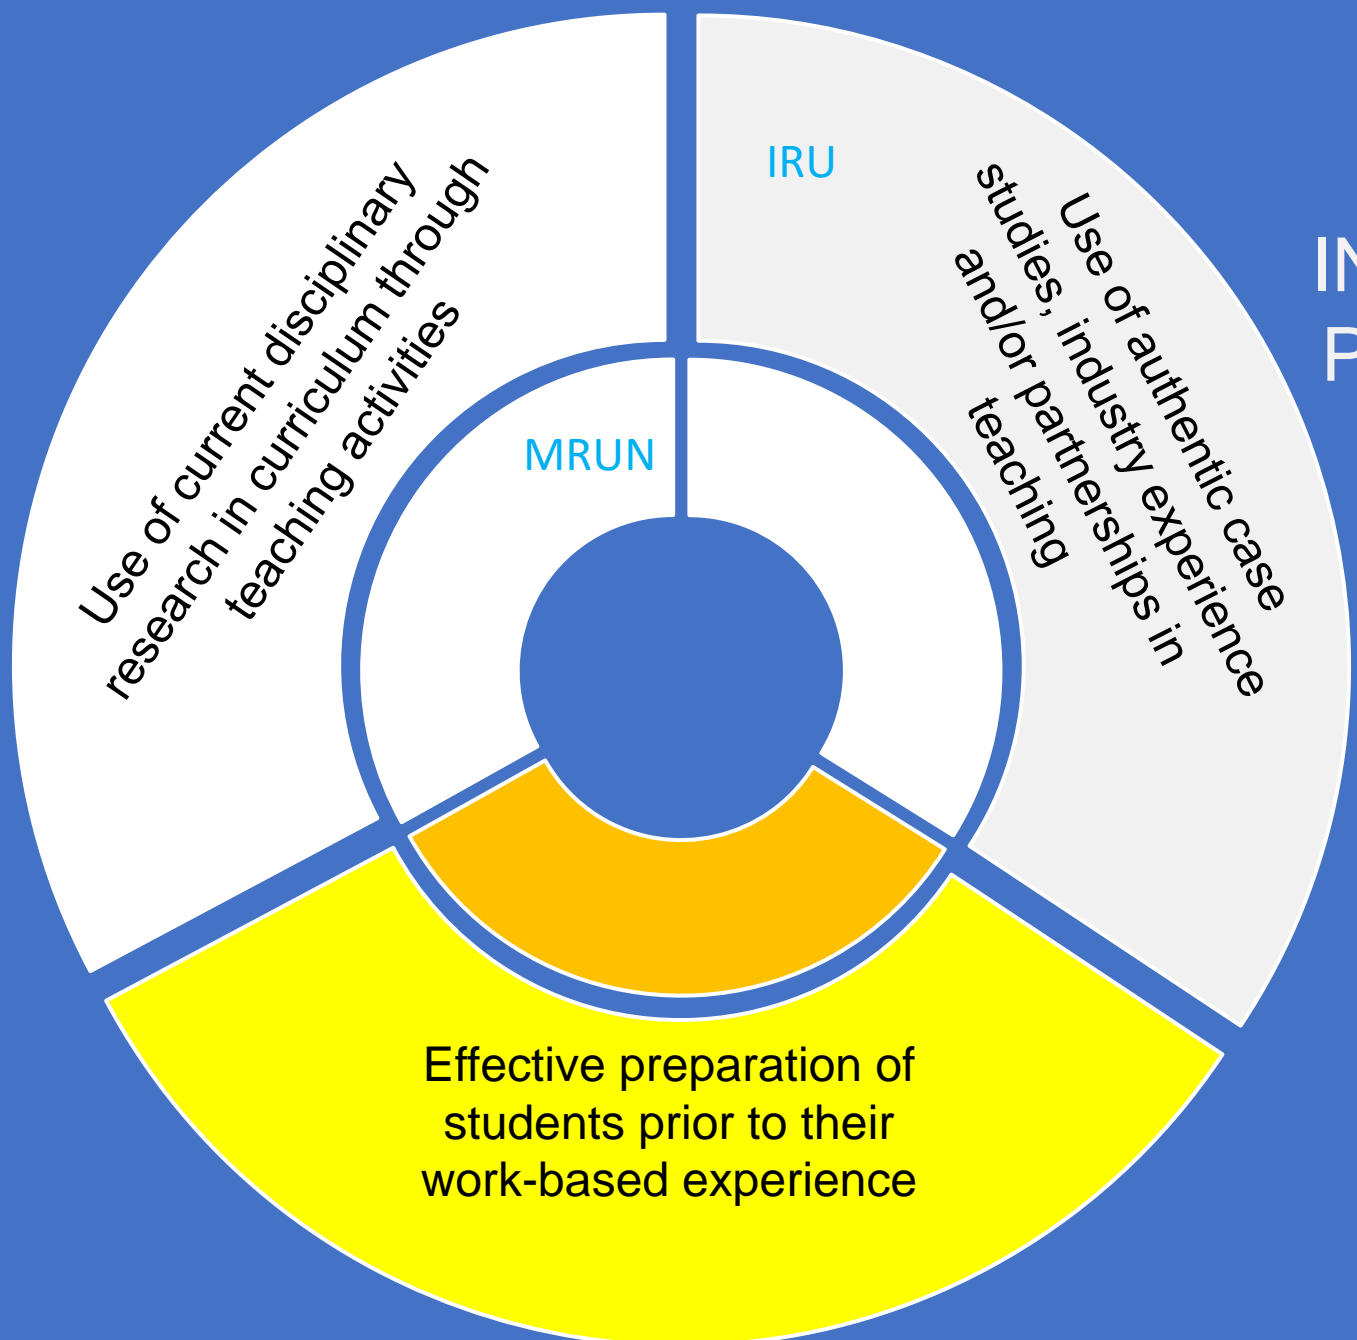 Use of current disciplinary
research in curriculum through
teaching activities
IRU
Use of authentic case
studies, industry experience
and/or partnerships in
teaching
MRUN
Effective preparation of
students prior to their
work-based experience